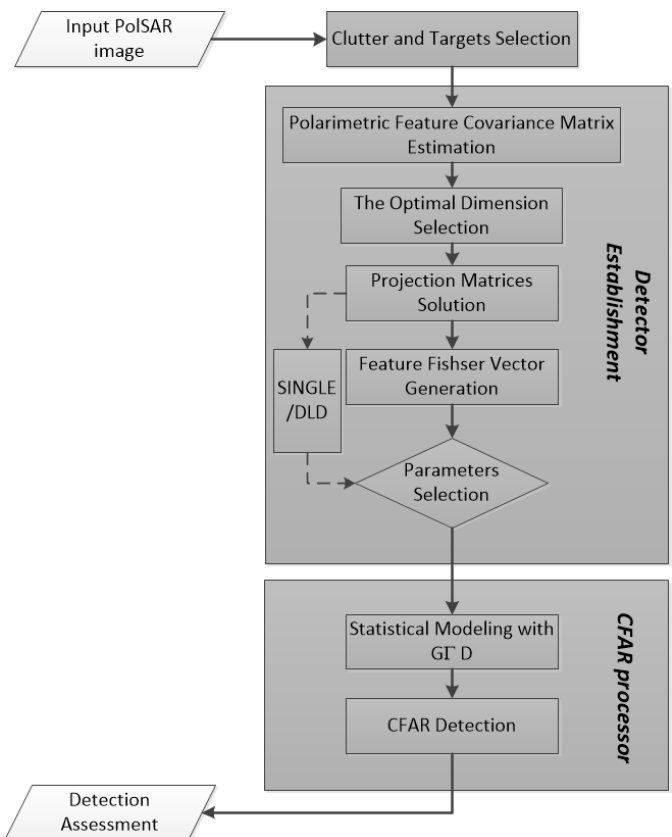 Input PolSAR
image
Clutter and Targets Selection
Polarimetric Feature Covariance Matrix
Estimation
The Optimal Dimension
Selection
Projection Matrices
Solution
Feature Fishser Vector
Generation
SINGLE
/DLD
Parameters
Selection
Detector
Establishment
Statistical Modeling with
GΓ D
CFAR Detection
CFAR processor
Detection
Assessment